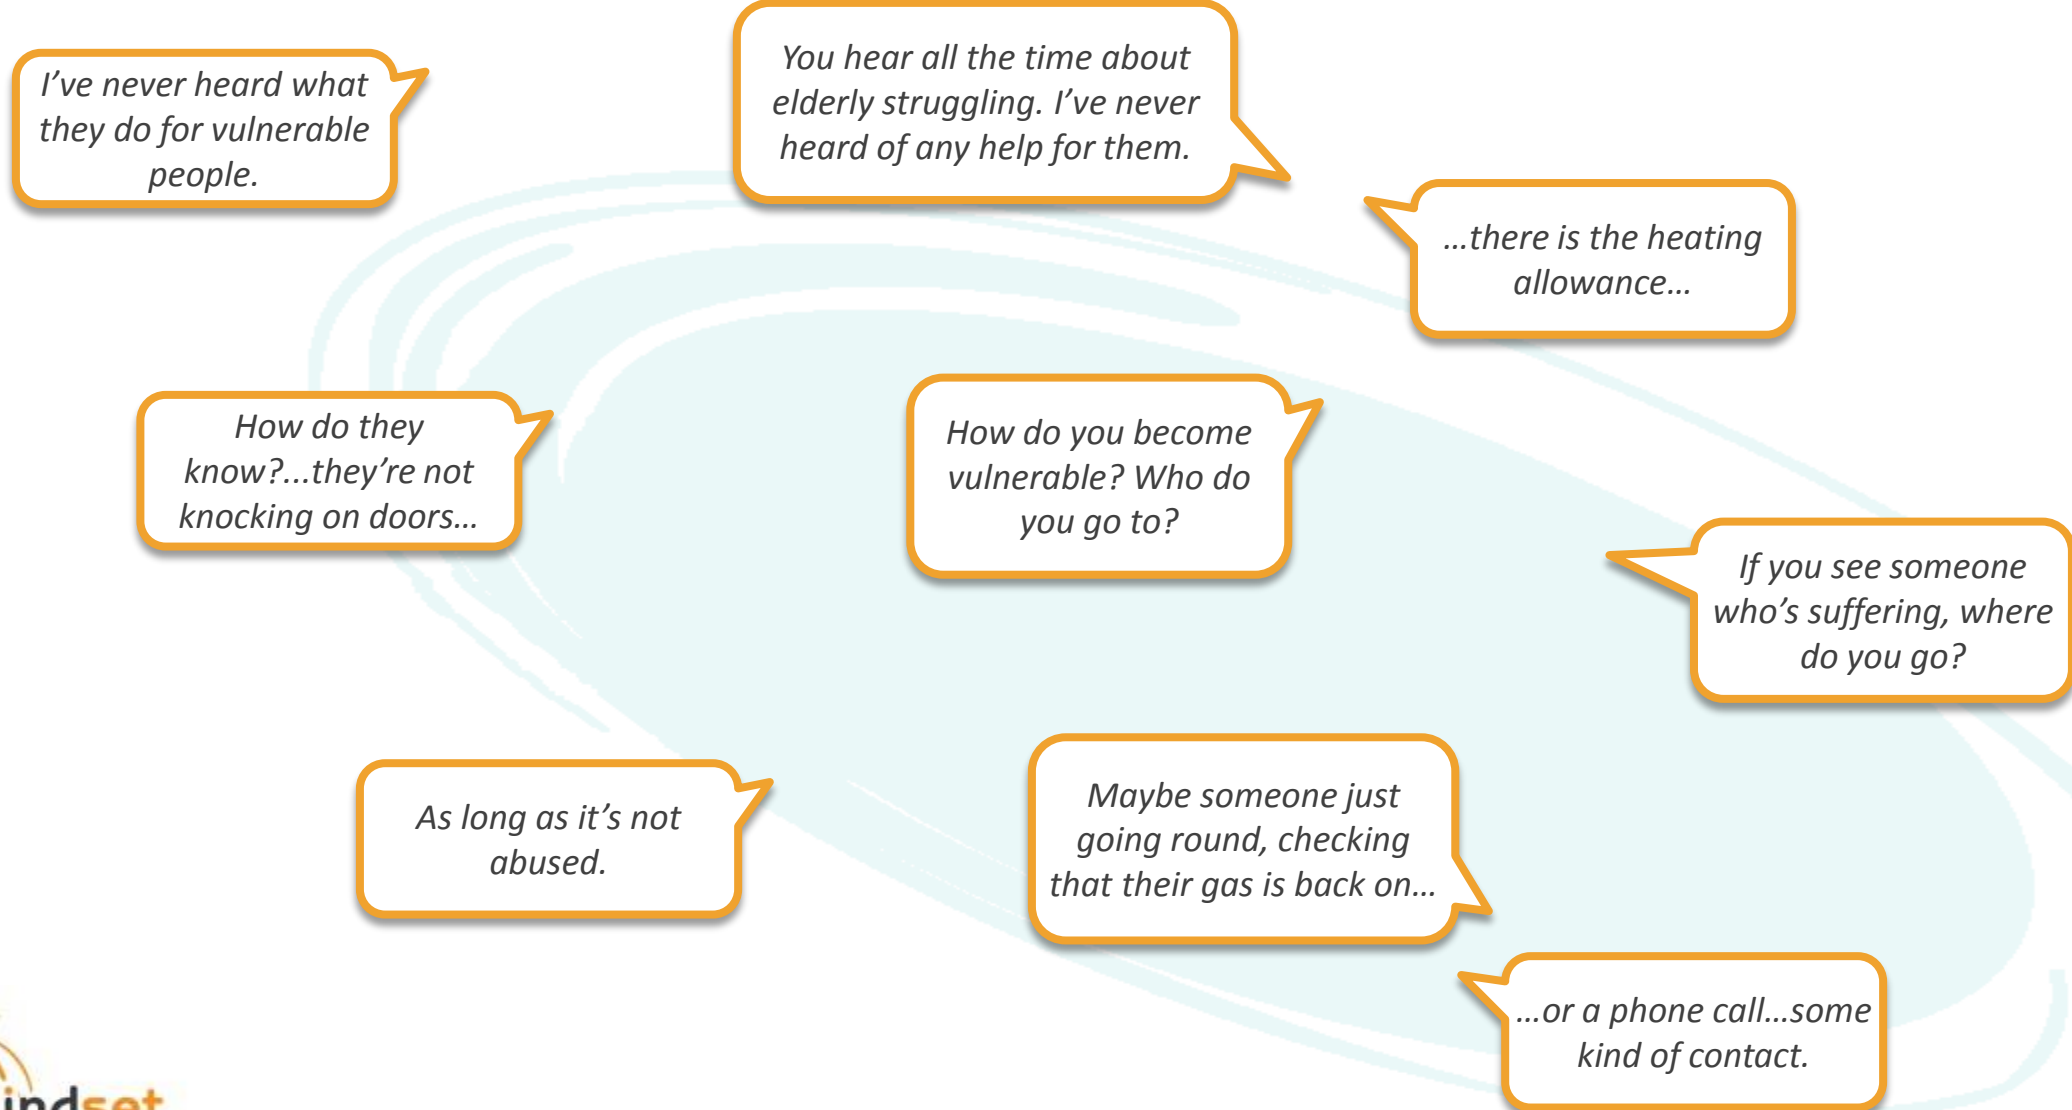 I’ve never heard what
they do for vulnerable
people.
You hear all the time about
elderly struggling. I’ve never
heard of any help for them.
…there is the heating
allowance…
How do they
know?...they’re not
knocking on doors…
How do you become
vulnerable? Who do
you go to?
If you see someone
who’s suffering, where
do you go?
As long as it’s not
abused.
Maybe someone just
going round, checking
that their gas is back on…
…or a phone call…some
kind of contact.
indset